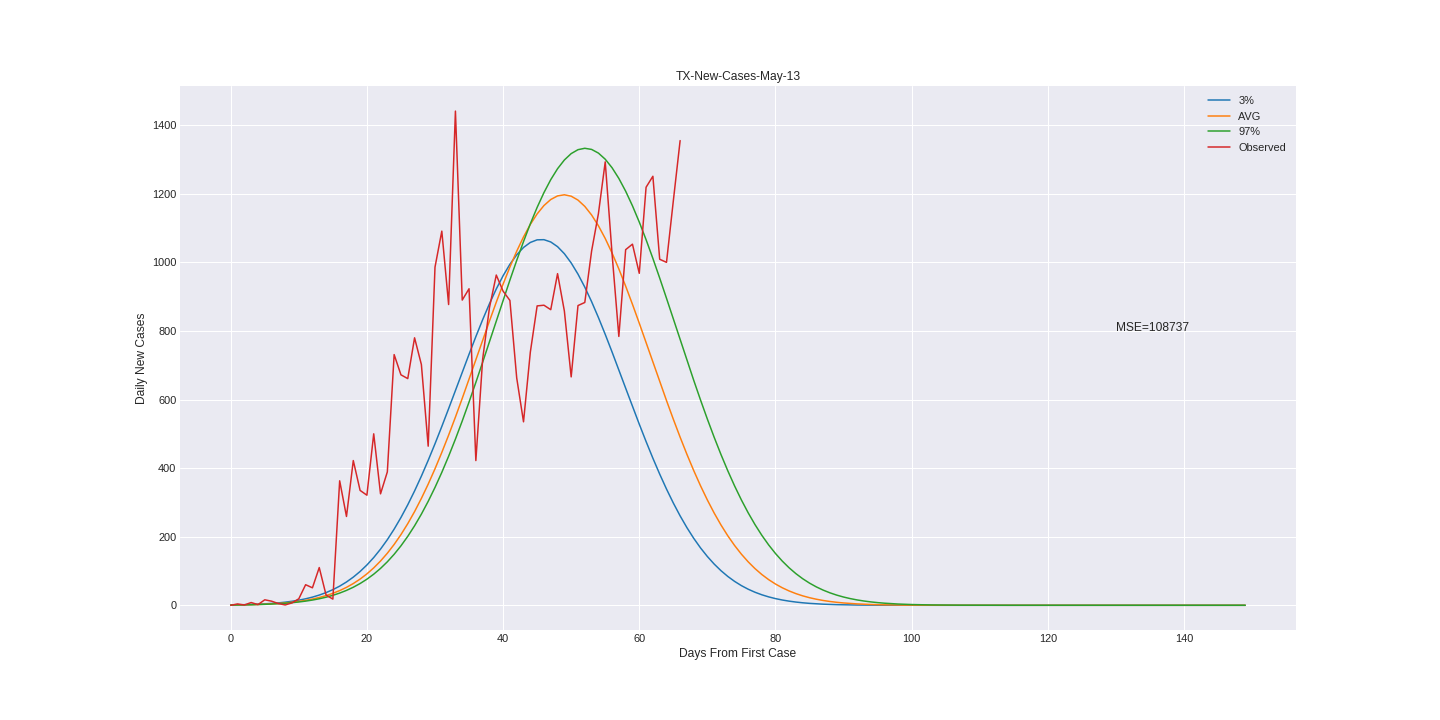 TX-New-Cases-May-13
3%
AVG
97%
Observed
1400
1200
1000
800
600
400
200
0
Daily New Cases
MSE=108737
0 20 40 60 80 100 120 140
Days From First Case